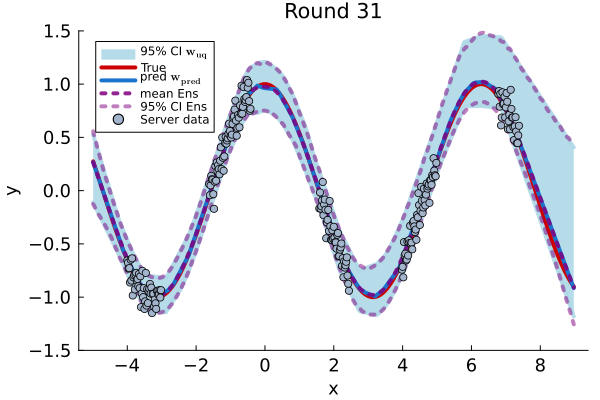 Round 31
95% CI w_uq
True
pred w_pred
mean Ens
95% CI Ens
Server data
1.5
1.0
0.5
0.0
−0.5
−1.0
−1.5
y
−4
−2
0
2
4
6
8
x